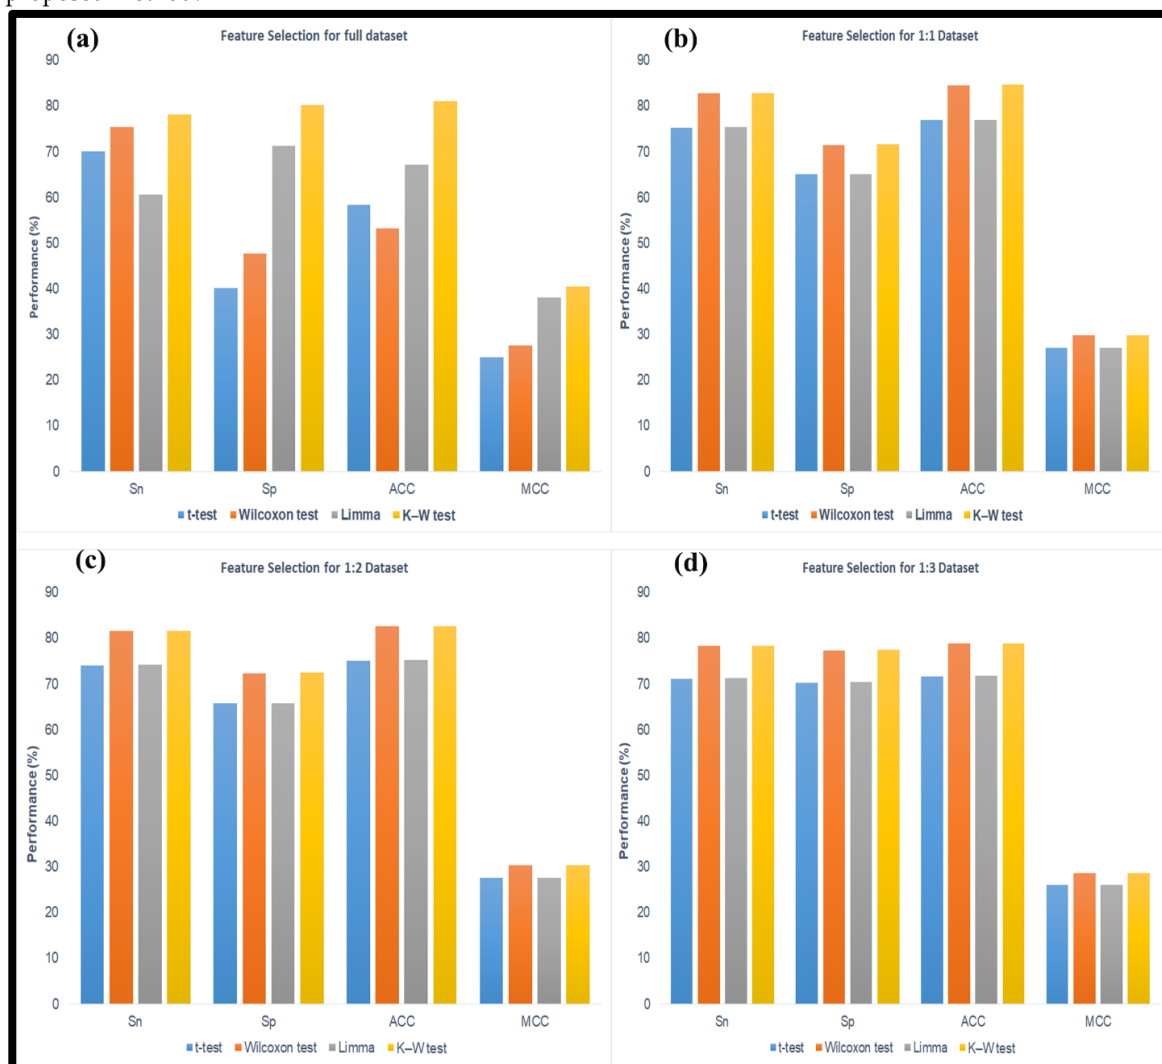 (a)
Feature Selection for full dataset
90
80
70
60
50
40
30
20
10
0
Performance (%)
Sn Sp ACC MCC
t-test Wilcoxon test Limma K–W test
(b)
Feature Selection for 1:1 Dataset
90
80
70
60
50
40
30
20
10
0
Performance (%)
Sn Sp ACC MCC
t-test Wilcoxon test Limma K–W test
(c)
Feature Selection for 1:2 Dataset
90
80
70
60
50
40
30
20
10
0
Performance (%)
Sn Sp ACC MCC
t-test Wilcoxon test Limma K–W test
(d)
Feature Selection for 1:3 Dataset
90
80
70
60
50
40
30
20
10
0
Performance (%)
Sn Sp ACC MCC
t-test Wilcoxon test Limma K–W test